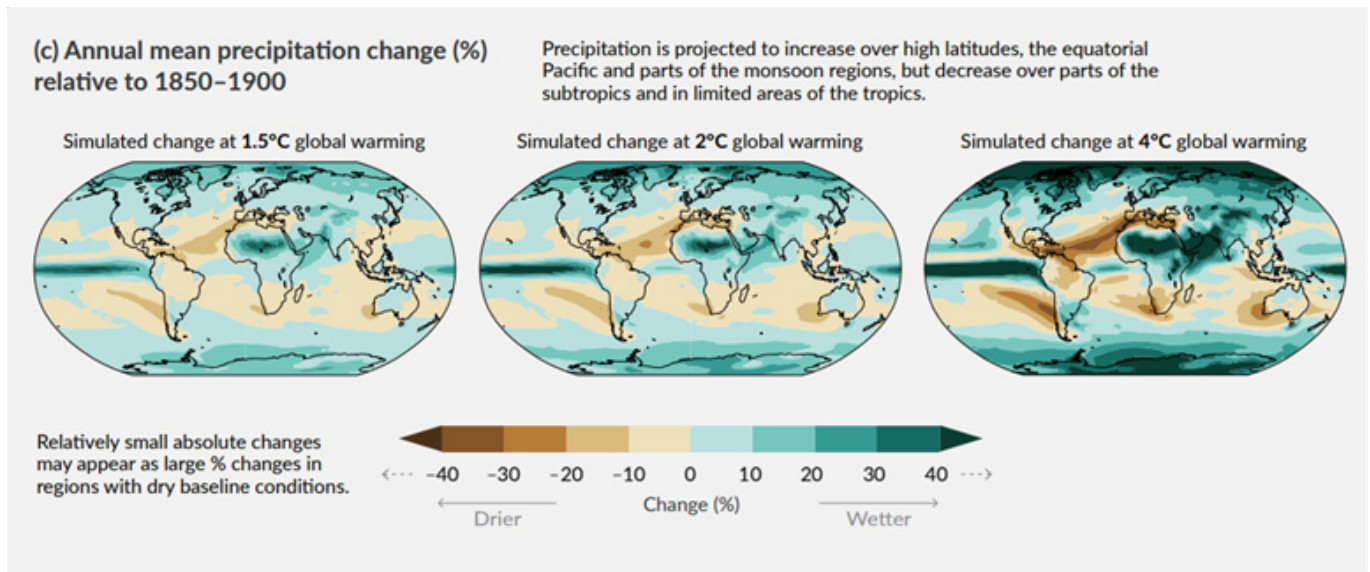 (c) Annual mean precipitation change (%)
relative to 1850–1900
Precipitation is projected to increase over high latitudes, the equatorial
Pacific and parts of the monsoon regions, but decrease over parts of the
subtropics and in limited areas of the tropics.
Simulated change at 1.5°C global warming
Simulated change at 2°C global warming
Simulated change at 4°C global warming
Relatively small absolute changes
may appear as large % changes in
regions with dry baseline conditions.
–40 –30 –20 –10 0 10 20 30 40
Change (%)
Drier
Wetter